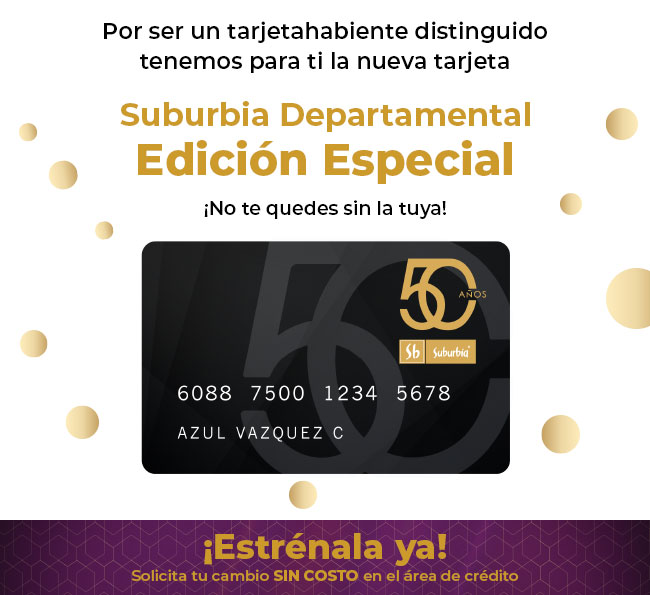 Por ser un tarjetahabiente distinguido
tenemos para ti la nueva tarjeta
Suburbia Departamental
Edición Especial
¡No te quedes sin la tuya!
50
50
AÑOS
Sb Suburbia
6088 7500 1234 5678
AZUL VAZQUEZ C
¡Estrénala ya!
Solicita tu cambio SIN COSTO en el área de crédito